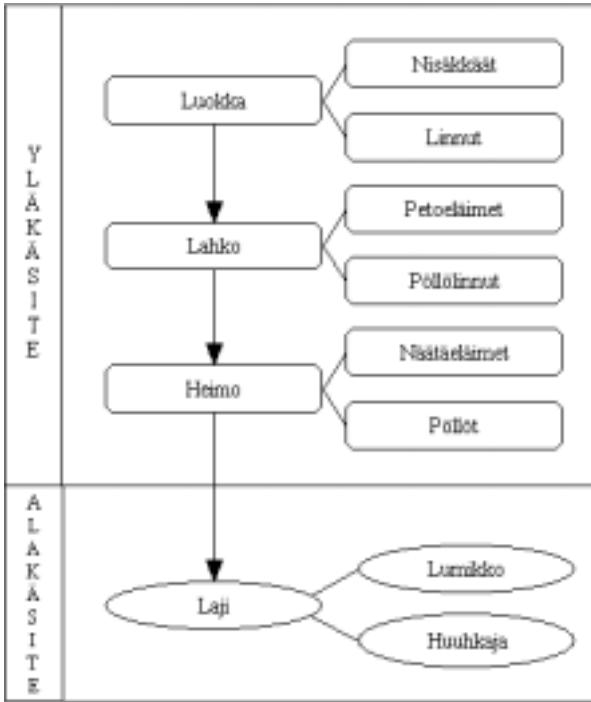 YLÄKÄSITE
Luokka
Nisäkkäät
Linnut
Lahko
Petoeläimet
Pöllölinnut
Heimo
Näätäeläimet
Pöllöt
ALAKÄSITE
Laji
Lumikko
Huuhkaja